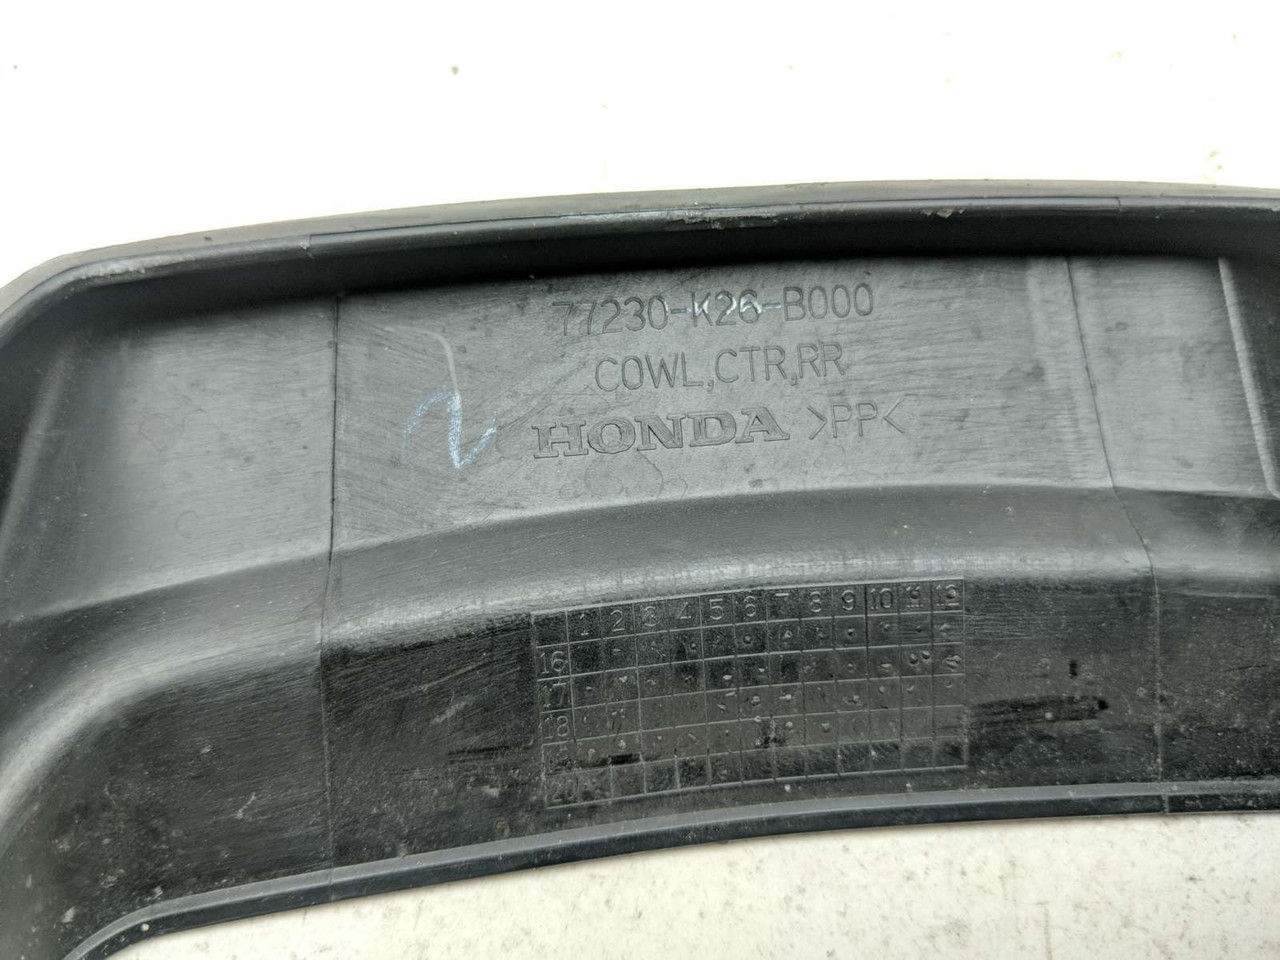 77230-K26-B000
COWL,CTR,RR
HONDA >PP<
2
1 2 3 4 5 6 7 8 9 10 11 12
16
17
18